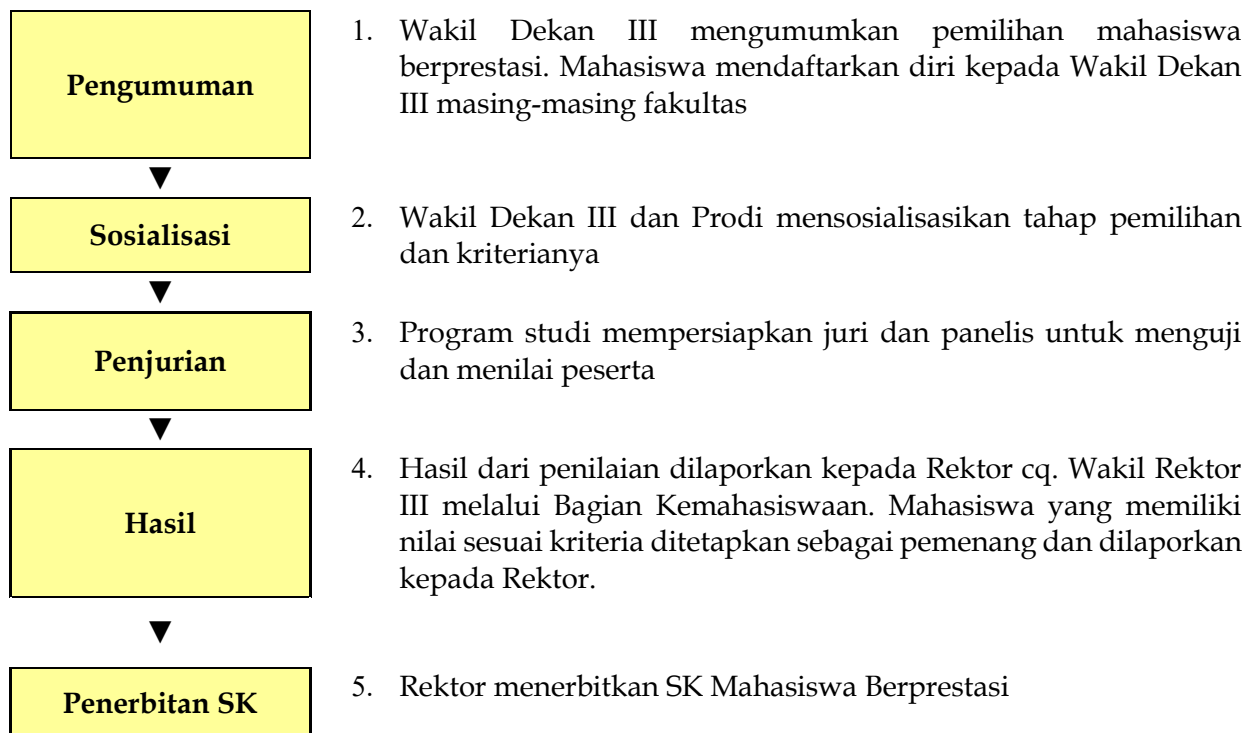 Pengumuman
1. Wakil Dekan III mengumumkan pemilihan mahasiswa
berprestasi. Mahasiswa mendaftarkan diri kepada Wakil Dekan
III masing-masing fakultas
▼
Sosialisasi
2. Wakil Dekan III dan Prodi mensosialisasikan tahap pemilihan
dan kriterianya
▼
Penjurian
3. Program studi mempersiapkan juri dan panelis untuk menguji
dan menilai peserta
▼
Hasil
4. Hasil dari penilaian dilaporkan kepada Rektor cq. Wakil Rektor
III melalui Bagian Kemahasiswaan. Mahasiswa yang memiliki
nilai sesuai kriteria ditetapkan sebagai pemenang dan dilaporkan
kepada Rektor.
▼
Penerbitan SK
5. Rektor menerbitkan SK Mahasiswa Berprestasi